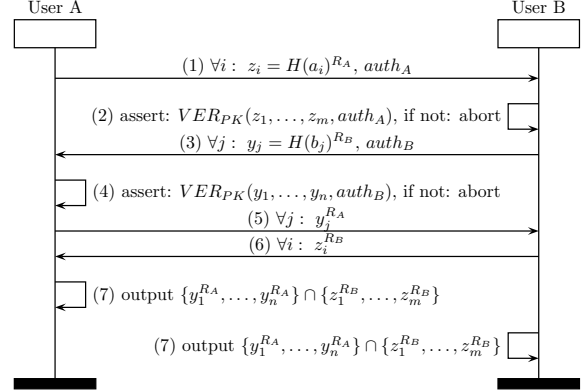 User A
User B
(1) ∀i : z_i = H(a_i)^{R_A}, auth_A
(2) assert: VER_{PK}(z_1, . . . , z_m, auth_A), if not: abort
(3) ∀j : y_j = H(b_j)^{R_B}, auth_B
(4) assert: VER_{PK}(y_1, . . . , y_n, auth_B), if not: abort
(5) ∀j : y_j^{R_A}
(6) ∀i : z_i^{R_B}
(7) output {y_1^{R_A}, . . . , y_n^{R_A}} ∩ {z_1^{R_B}, . . . , z_m^{R_B}}
(7) output {y_1^{R_A}, . . . , y_n^{R_A}} ∩ {z_1^{R_B}, . . . , z_m^{R_B}}